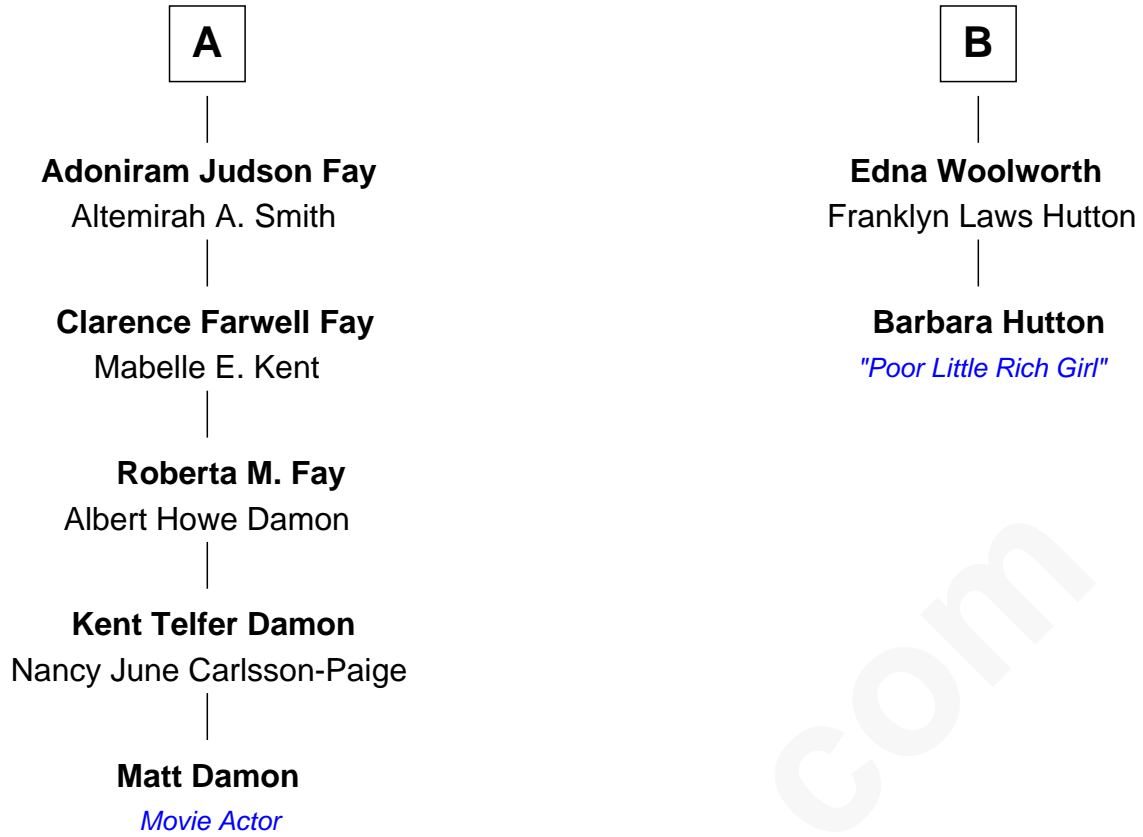 A
Adoniram Judson Fay
Altemirah A. Smith
Clarence Farwell Fay
Mabelle E. Kent
Roberta M. Fay
Albert Howe Damon
Kent Telfer Damon
Nancy June Carlsson-Paige
Matt Damon
Movie Actor
B
Edna Woolworth
Franklyn Laws Hutton
Barbara Hutton
"Poor Little Rich Girl"
com